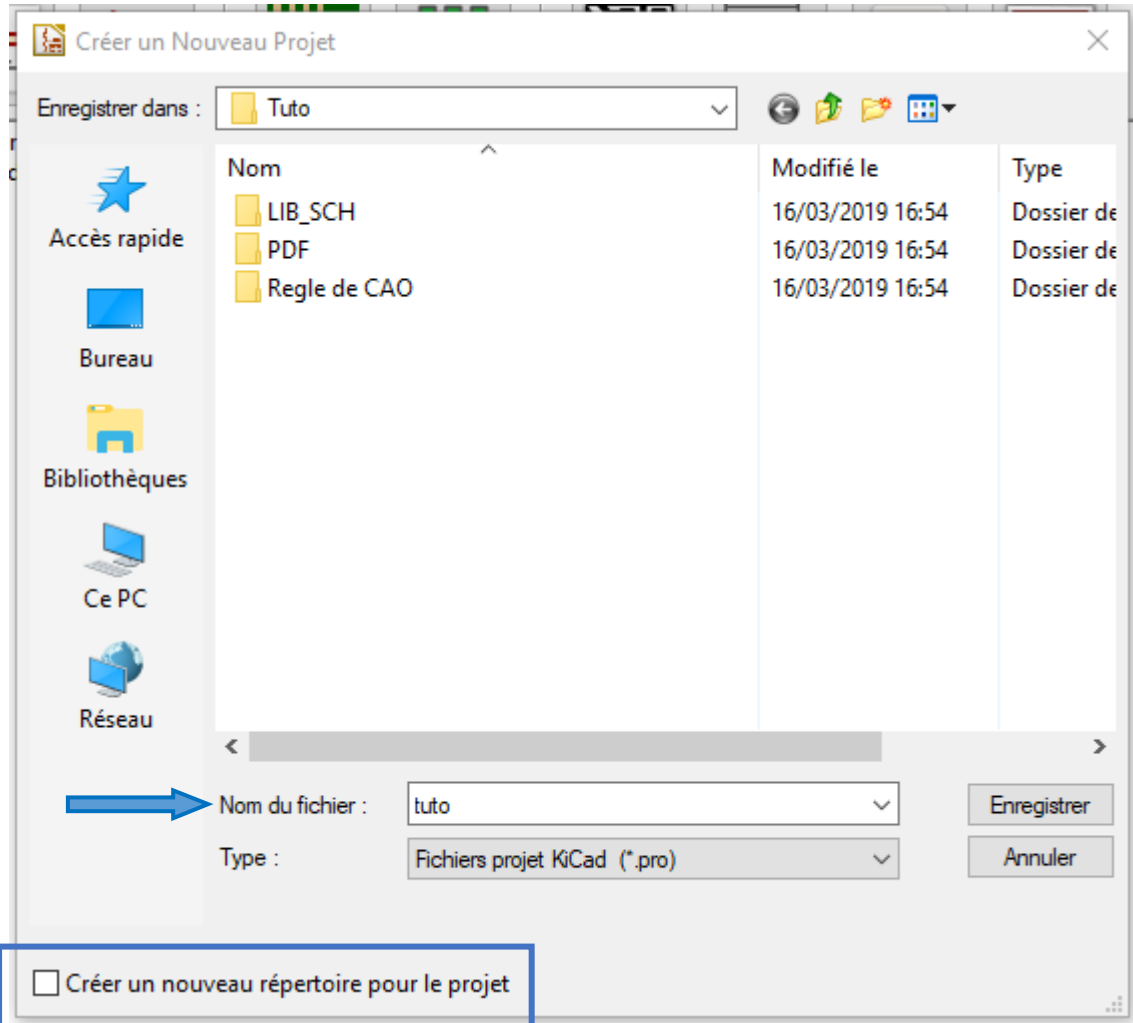 Créer un Nouveau Projet
Enregistrer dans : Tuto
Nom Modifié le Type
LIB_SCH 16/03/2019 16:54 Dossier de
PDF 16/03/2019 16:54 Dossier de
Regle de CAO 16/03/2019 16:54 Dossier de
Accès rapide
Bureau
Bibliothèques
Ce PC
Réseau
Nom du fichier : tuto Enregistrer
Type : Fichiers projet KiCad (*.pro) Annuler
Créer un nouveau répertoire pour le projet